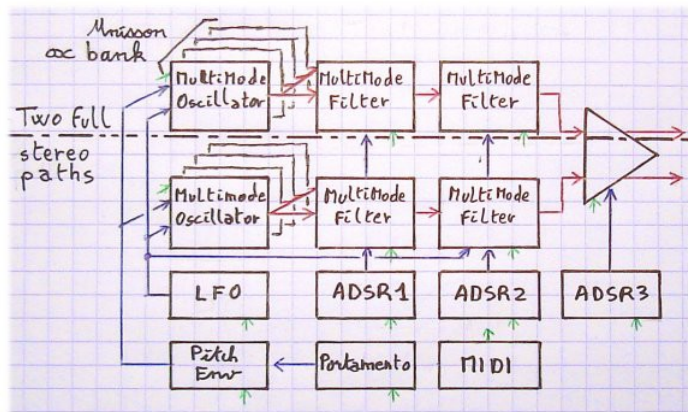 Unisson
osc bank
MultiMode
Oscillator
MultiMode
Filter
MultiMode
Filter
Two full
stereo
paths
Multimode
Oscillator
MultiMode
Filter
MultiMode
Filter
LFO
ADSR1
ADSR2
ADSR3
Pitch
Env
Portamento
MIDI